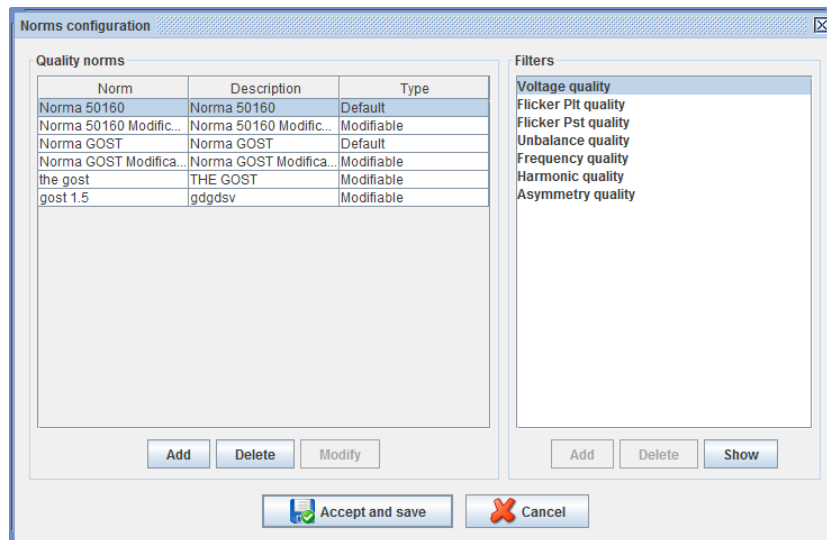 Norms configuration
Quality norms
Norm Description Type
Norma 50160 Norma 50160 Default
Norma 50160 Modific... Norma 50160 Modific... Modifiable
Norma GOST Norma GOST Default
Norma GOST Modifica... Norma GOST Modifica... Modifiable
the gost THE GOST Modifiable
gost 1.5 gdgdsv Modifiable
Add Delete Modify
Filters
Voltage quality
Flicker Plt quality
Flicker Pst quality
Unbalance quality
Frequency quality
Harmonic quality
Asymmetry quality
Add Delete Show
Accept and save Cancel